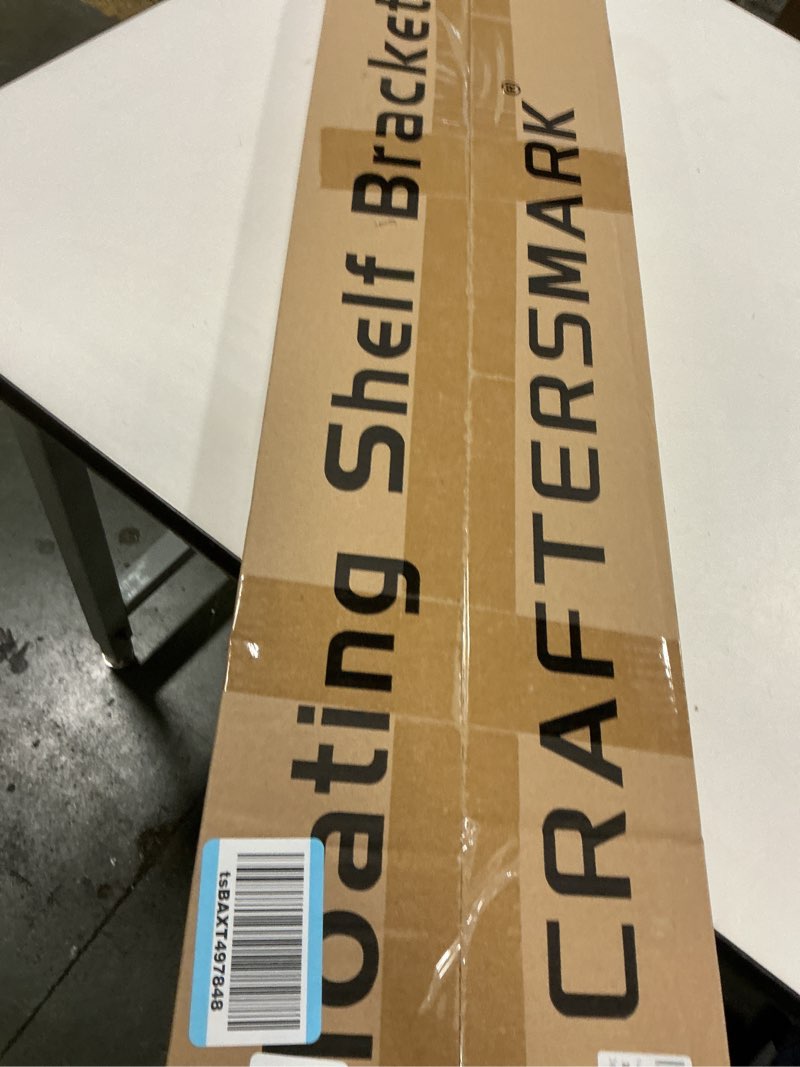 loating Shelf Bracket
CRAFTERSMARK®
tsBAXT497848